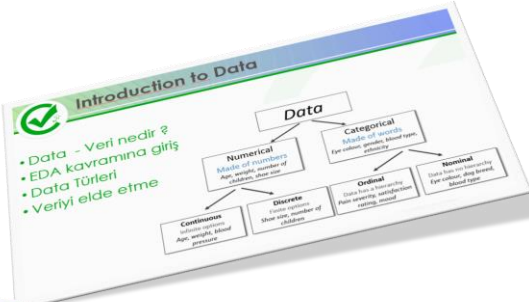 Introduction to Data
• Data - Veri nedir ?
• EDA kavramına giriş
• Data Türleri
• Veriyi elde etme
Data
Numerical
Made of numbers
Age, weight, number of
children, shoe size
Categorical
Made of words
Eye colour, gender, blood type,
ethnicity
Continuous
Infinite options
Age, weight, blood
pressure
Discrete
Finite options
Shoe size, number of
children
Ordinal
Data has a hierarchy
Pain severity, satisfaction
rating, mood
Nominal
Data has no hierarchy
Eye colour, dog breed,
blood type